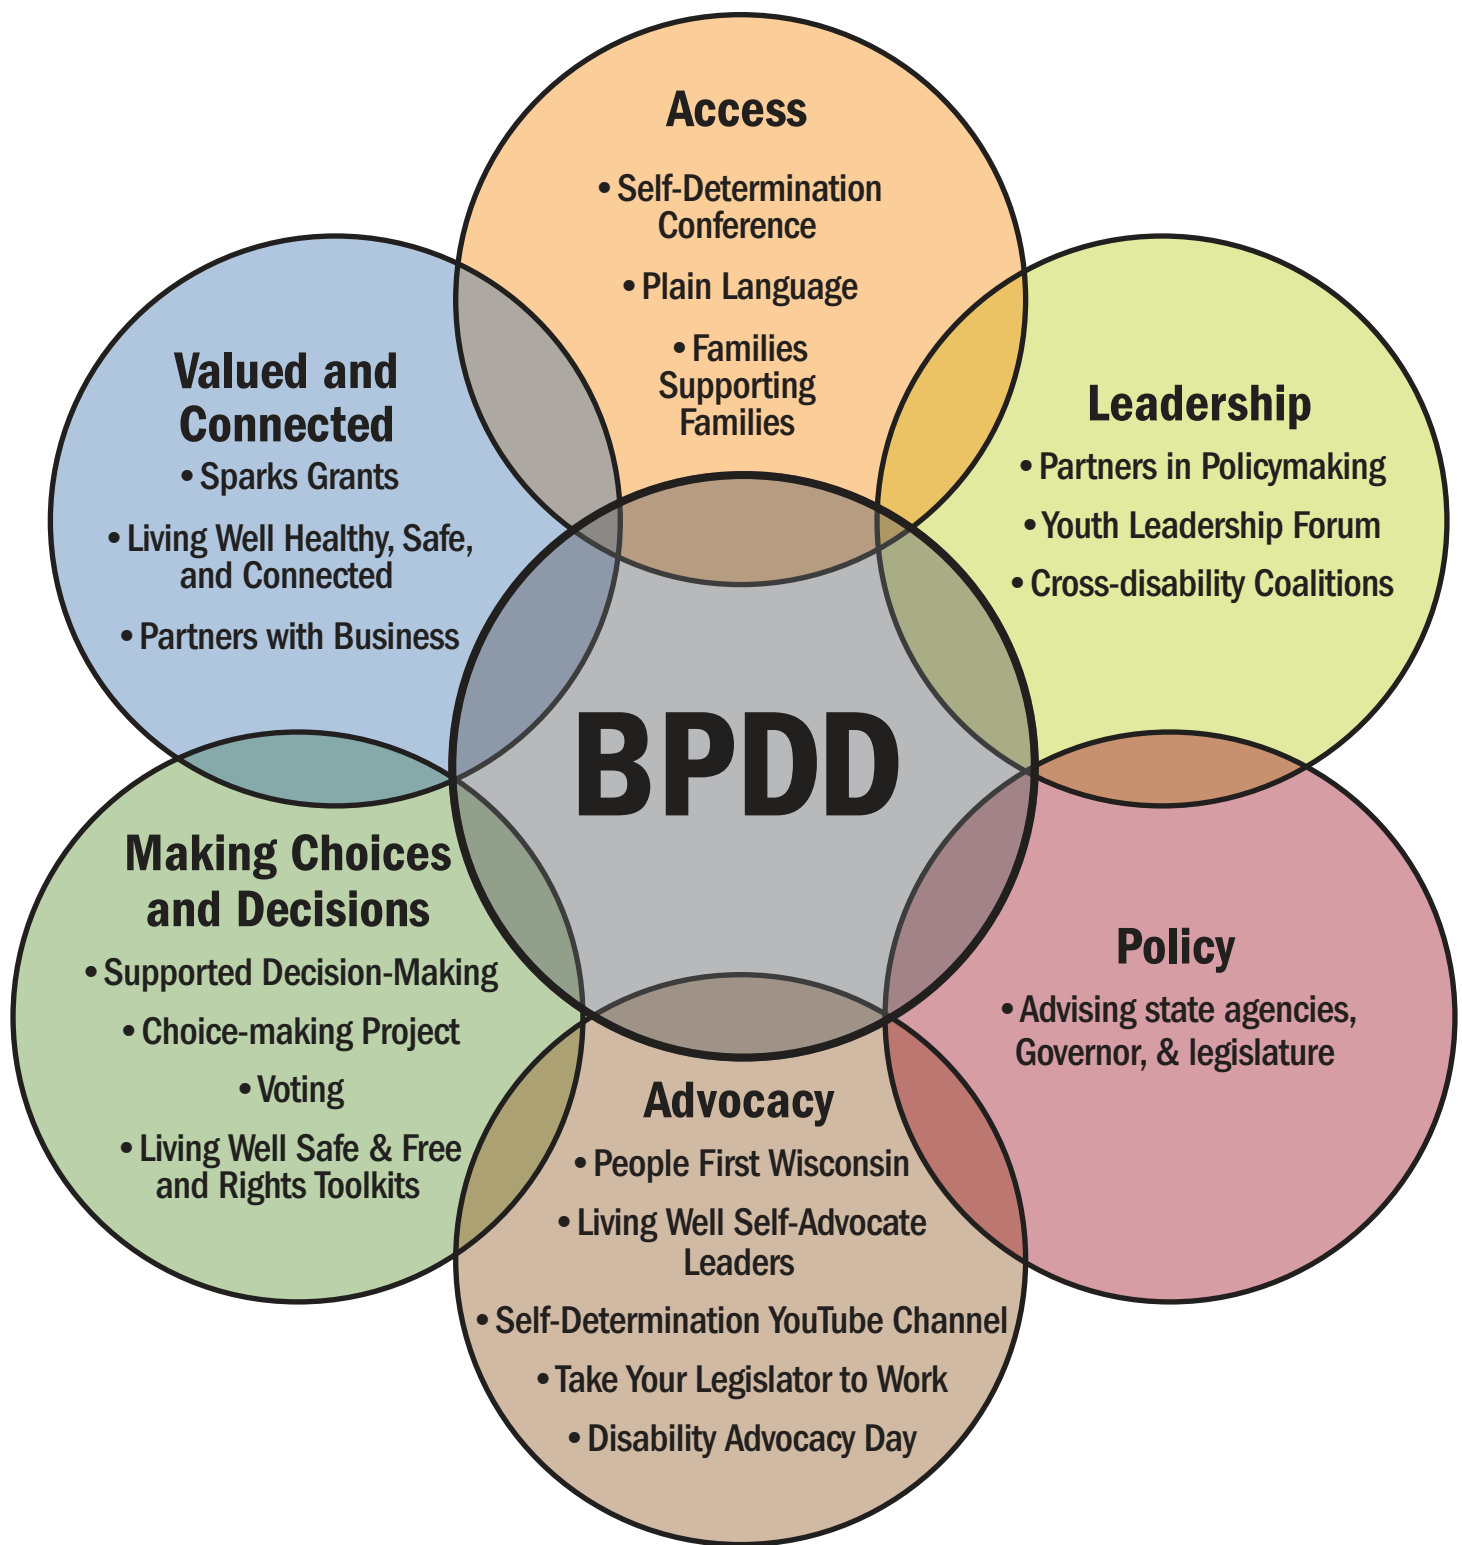 Access
• Self-Determination
Conference
• Plain Language
• Families
Supporting
Families
Valued and
Connected
• Sparks Grants
• Living Well Healthy, Safe,
and Connected
• Partners with Business
Leadership
• Partners in Policymaking
• Youth Leadership Forum
• Cross-disability Coalitions
BPDD
Making Choices
and Decisions
• Supported Decision-Making
• Choice-making Project
• Voting
• Living Well Safe & Free
and Rights Toolkits
Policy
• Advising state agencies,
Governor, & legislature
Advocacy
• People First Wisconsin
• Living Well Self-Advocate
Leaders
• Self-Determination YouTube Channel
• Take Your Legislator to Work
• Disability Advocacy Day